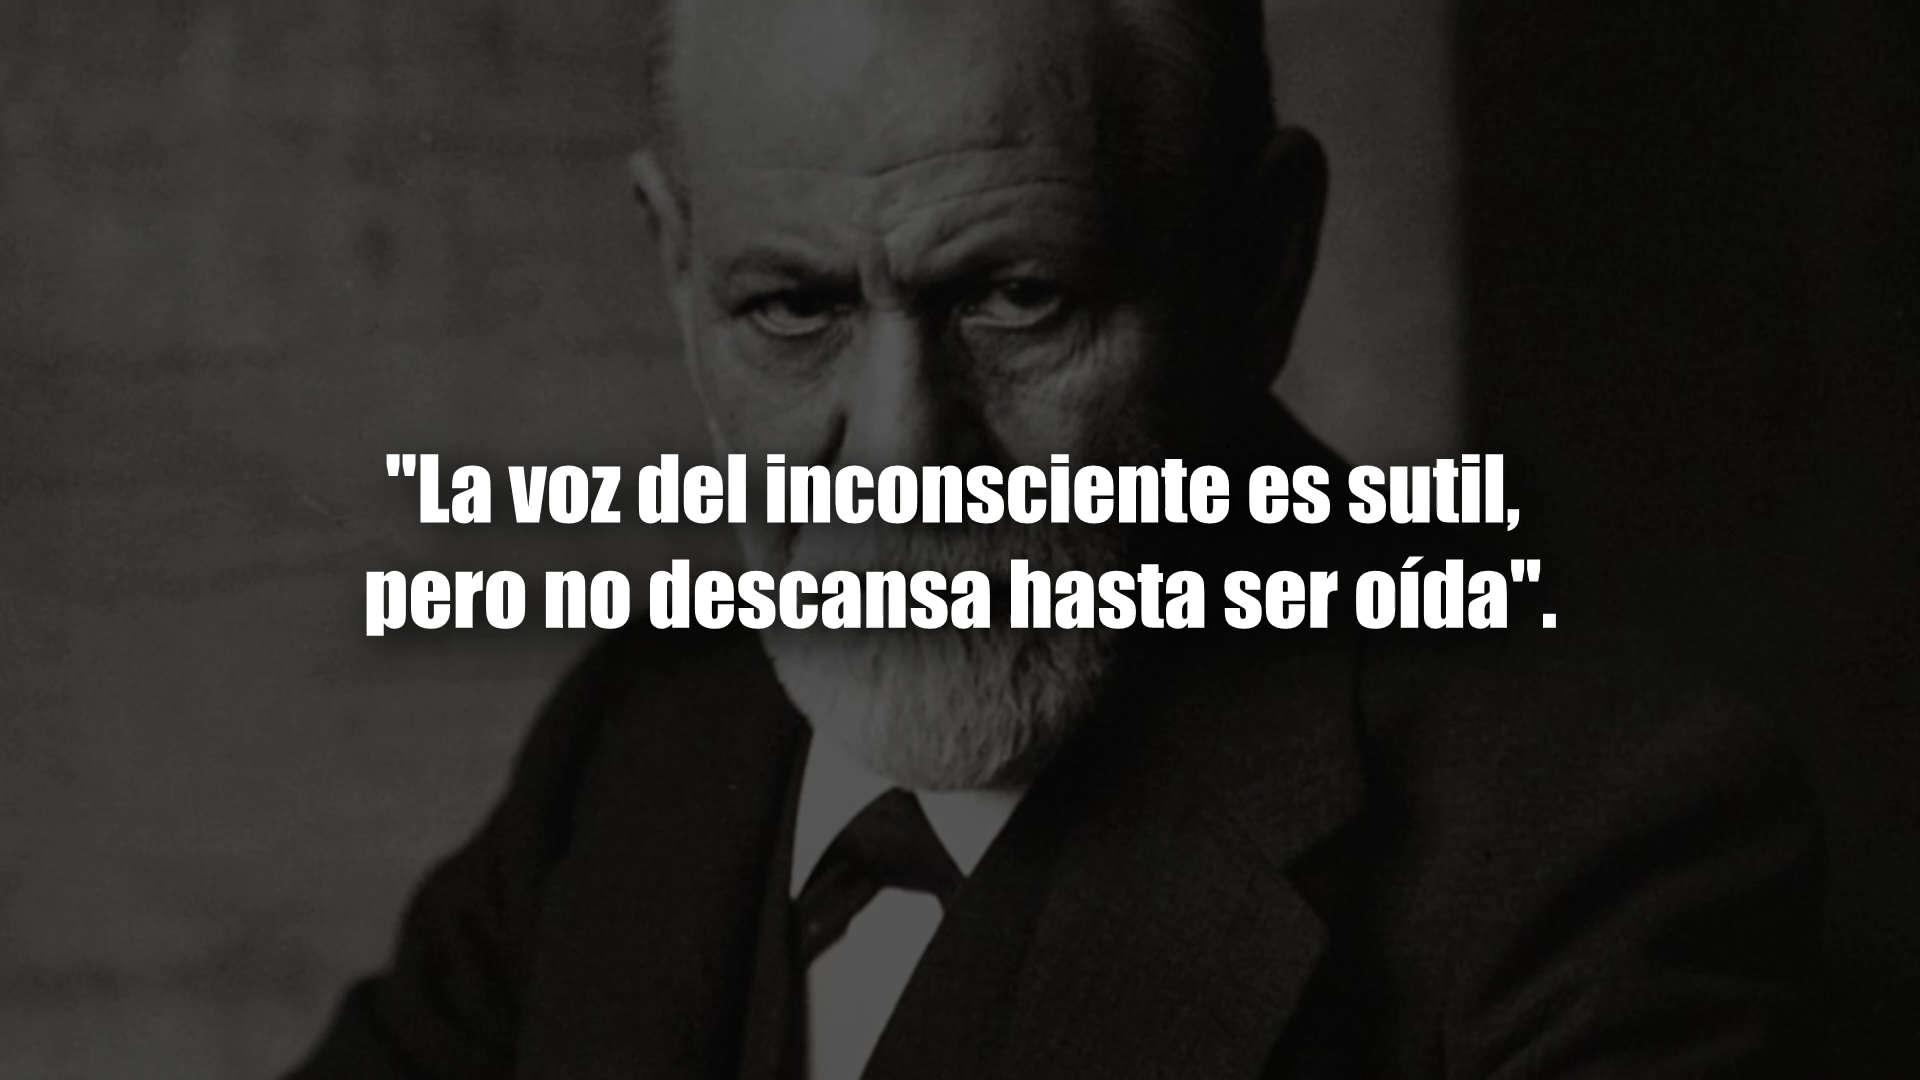 "La voz del inconsciente es sutil,
pero no descansa hasta ser oída".